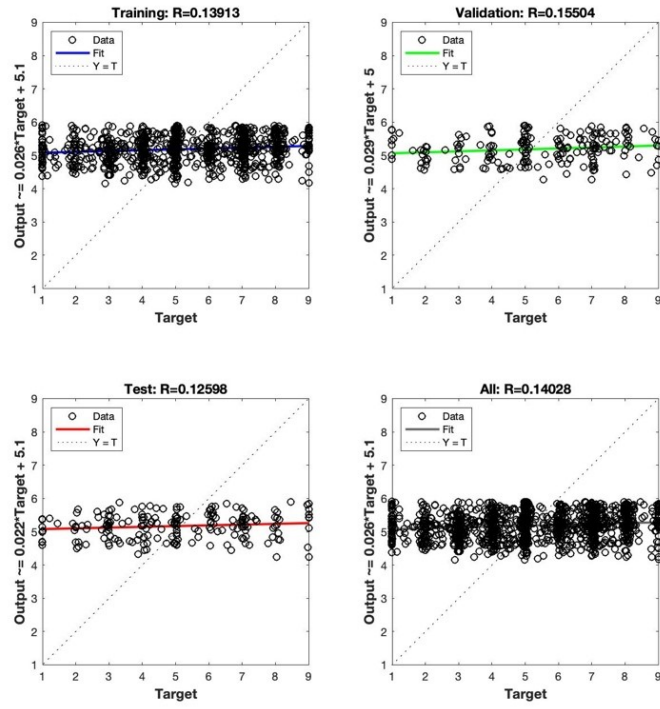 Training: R=0.13913
Output ~= 0.026*Target + 5.1
9
8
7
6
5
4
3
2
1
Data
Fit
Y = T
1 2 3 4 5 6 7 8 9
Target
Validation: R=0.15504
Output ~= 0.029*Target + 5
9
8
7
6
5
4
3
2
1
Data
Fit
Y = T
1 2 3 4 5 6 7 8 9
Target
Test: R=0.12598
Output ~= 0.022*Target + 5.1
9
8
7
6
5
4
3
2
1
Data
Fit
Y = T
1 2 3 4 5 6 7 8 9
Target
All: R=0.14028
Output ~= 0.026*Target + 5.1
9
8
7
6
5
4
3
2
1
Data
Fit
Y = T
1 2 3 4 5 6 7 8 9
Target